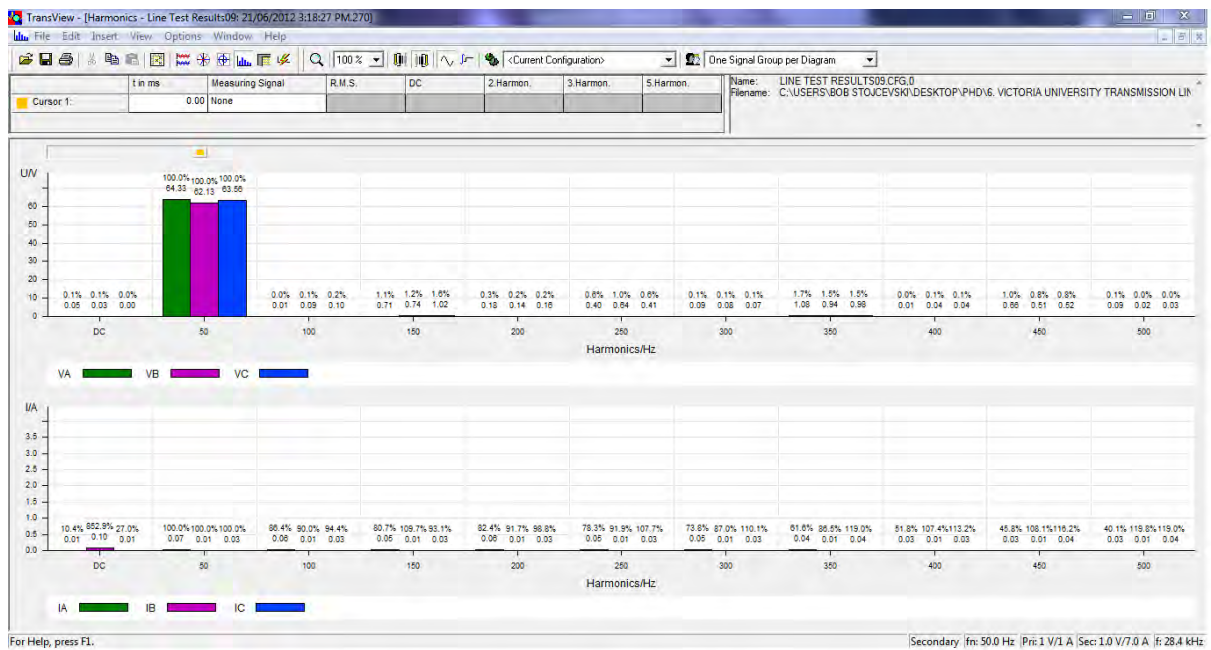 TransView - [Harmonics - Line Test Results09: 21/06/2012 3:18:27 PM.270]
File Edit Insert View Options Window Help
100 % <Current Configuration> One Signal Group per Diagram
t in ms Measuring Signal R.M.S. DC 2.Harmon. 3.Harmon. 5.Harmon.
Cursor 1: 0.00 None
Name: LINE TEST RESULTS09.CFG,0
Filename: C:\USERS\BOB STOJCEVSKI\DESKTOP\PHD\6. VICTORIA UNIVERSITY TRANSMISSION LIN
U/V
100.0% 100.0% 100.0%
64.33 62.13 63.56
60
50
40
30
20
10
0
0.1% 0.1% 0.0% 0.0% 0.1% 0.2% 1.1% 1.2% 1.6% 0.3% 0.2% 0.2% 0.6% 1.0% 0.6% 0.1% 0.1% 0.1% 1.7% 1.5% 1.5% 0.0% 0.1% 0.1% 1.0% 0.8% 0.8% 0.1% 0.0% 0.0%
0.05 0.03 0.00 0.01 0.09 0.10 0.71 0.74 1.02 0.18 0.14 0.16 0.40 0.64 0.41 0.09 0.08 0.07 1.08 0.94 0.98 0.01 0.04 0.04 0.66 0.51 0.52 0.09 0.02 0.03
DC 50 100 150 200 250 300 350 400 450 500
Harmonics/Hz
VA VB VC
I/A
3.5
3.0
2.5
2.0
1.5
1.0
0.5
0.0
10.4% 852.9% 27.0% 100.0% 100.0% 100.0% 86.4% 90.0% 94.4% 80.7% 109.7% 93.1% 82.4% 91.7% 98.8% 78.3% 91.9% 107.7% 73.8% 87.0% 110.1% 61.6% 86.5% 119.0% 51.8% 107.4% 113.2% 45.8% 108.1% 116.2% 40.1% 119.8% 119.0%
0.01 0.10 0.01 0.07 0.01 0.03 0.06 0.01 0.03 0.05 0.01 0.03 0.06 0.01 0.03 0.05 0.01 0.03 0.05 0.01 0.03 0.04 0.01 0.04 0.03 0.01 0.03 0.03 0.01 0.04 0.03 0.01 0.04
DC 50 100 150 200 250 300 350 400 450 500
Harmonics/Hz
IA IB IC
For Help, press F1.
Secondary fn: 50.0 Hz Pri: 1 V/1 A Sec: 1.0 V/7.0 A f: 28.4 kHz